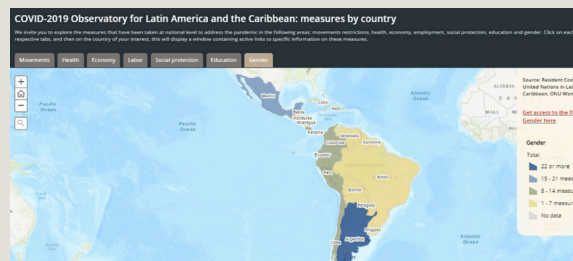 COVID-2019 Observatory for Latin America and the Caribbean: measures by country
We invite you to explore the measures that have been taken at national level to address the pandemic in the following areas: movements restrictions, health, economy, employment, social protection, education and gender. Click on each
respective tabs, and then on the country of your interest, this will display a window containing active links to specific information on these measures.
Movements Health Economy Labor Social protection Education Gender
+
−
Pacific
Ocean
Pacific
Ocean
Mexico
Cuba
Haiti
Belize
Honduras
Nicaragua
Panama
Venezuela
Colombia
Suriname
Ecuador
Peru
Brazil
Bolivia
Paraguay
Uruguay
Chile
Argentina
Atlantic
Ocean
Atlantic
Ocean
ALGERIA
MALI
Source: Resident Coo
United Nations in Lat
Caribbean, ONU Wom
Get access to the T
Gender here
Gender
Total
22 or more
15 - 21 meas
8 - 14 measu
1 - 7 measur
No data